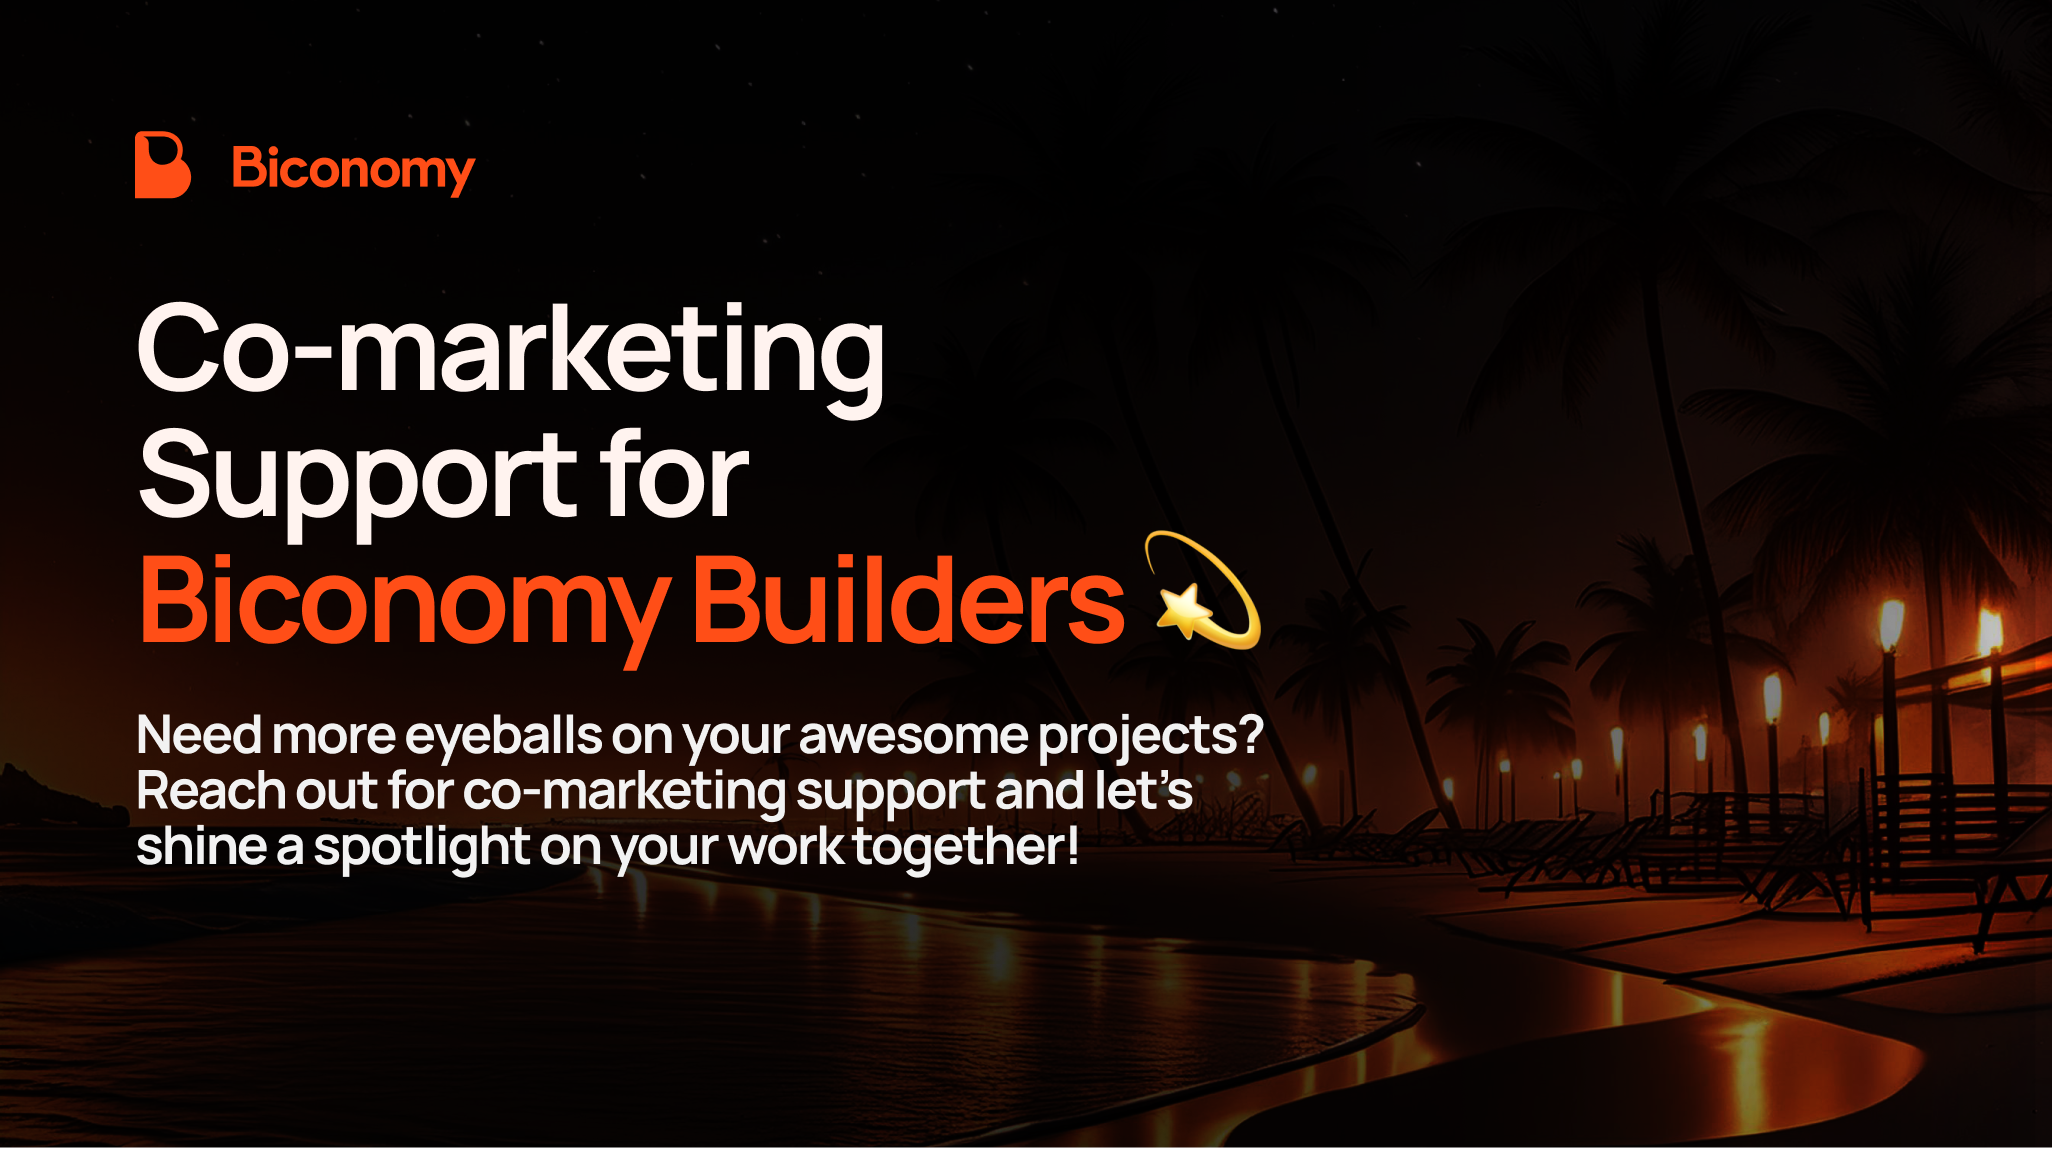 Biconomy
Co-marketing
Support for
Biconomy Builders
Need more eyeballs on your awesome projects?
Reach out for co-marketing support and let’s
shine a spotlight on your work together!